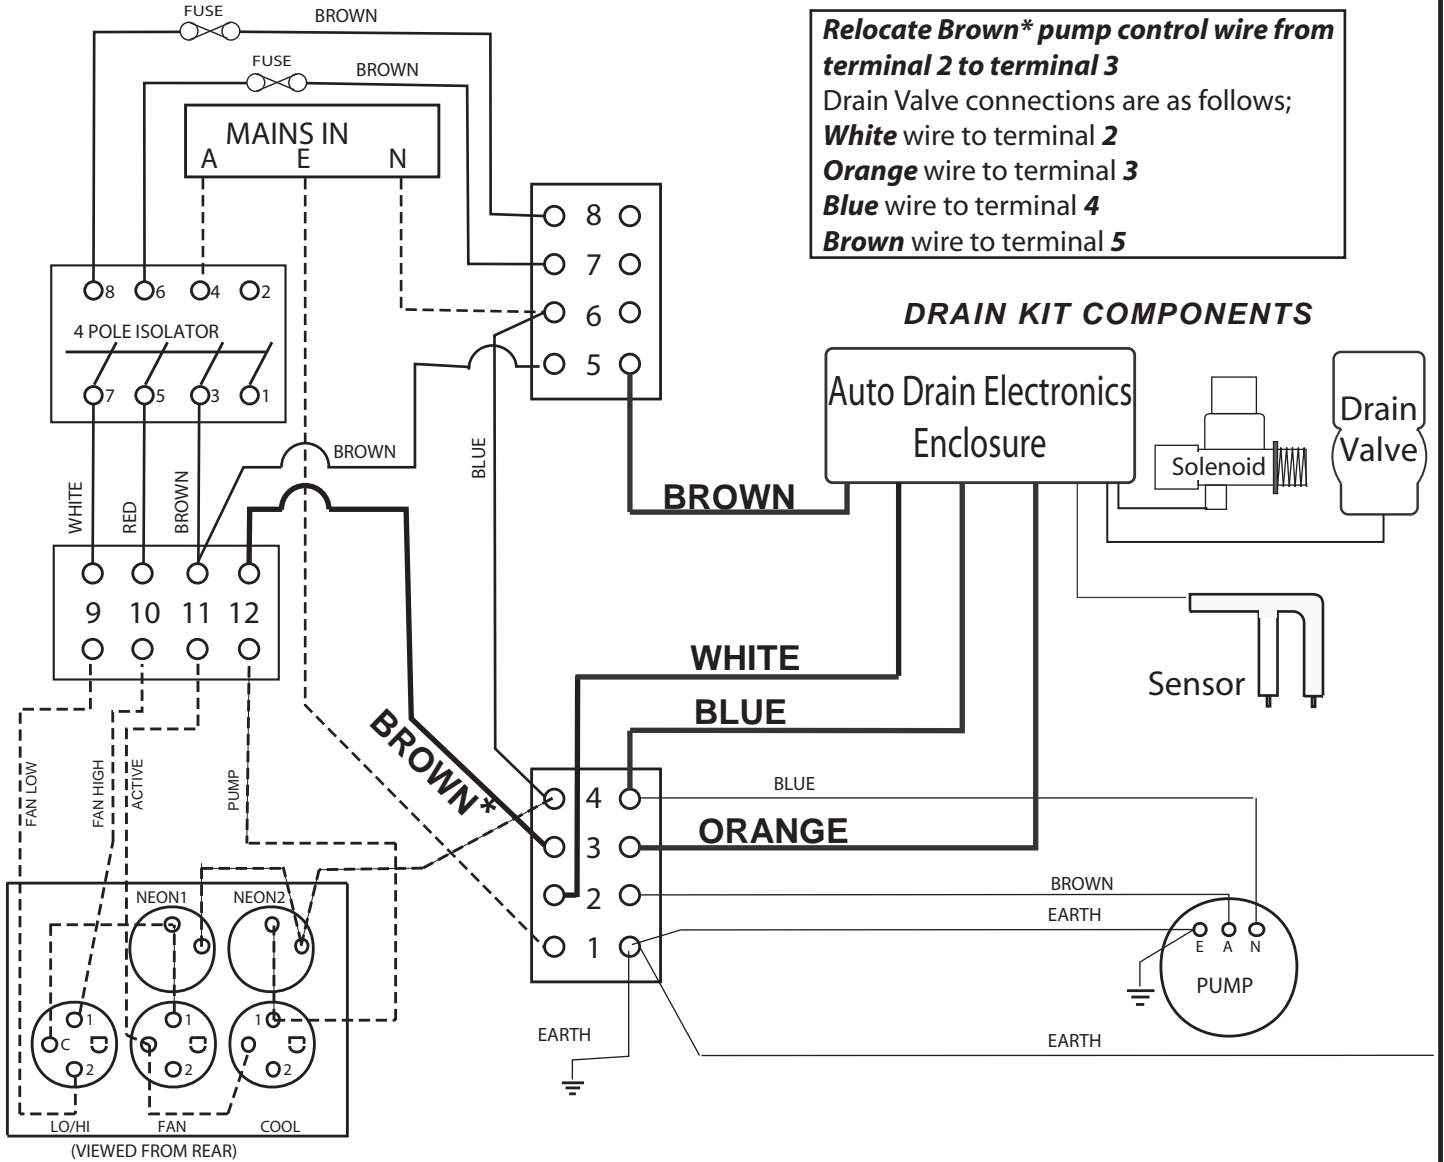 FUSE
BROWN
FUSE
BROWN
MAINS IN
A E N
Relocate Brown* pump control wire from
terminal 2 to terminal 3
Drain Valve connections are as follows;
White wire to terminal 2
Orange wire to terminal 3
Blue wire to terminal 4
Brown wire to terminal 5
8
7
6
5
8 6 4 2
4 POLE ISOLATOR
7 5 3 1
DRAIN KIT COMPONENTS
Auto Drain Electronics
Enclosure
Solenoid
Drain
Valve
Sensor
BROWN
BLUE
WHITE
RED
BROWN
BROWN
9 10 11 12
WHITE
BLUE
BROWN*
ORANGE
FAN LOW
FAN HIGH
ACTIVE
PUMP
4
3
2
1
BLUE
BROWN
EARTH
E A N
PUMP
EARTH
EARTH
NEON1 NEON2
1 1 1
C
2 2 2
LO/HI FAN COOL
(VIEWED FROM REAR)